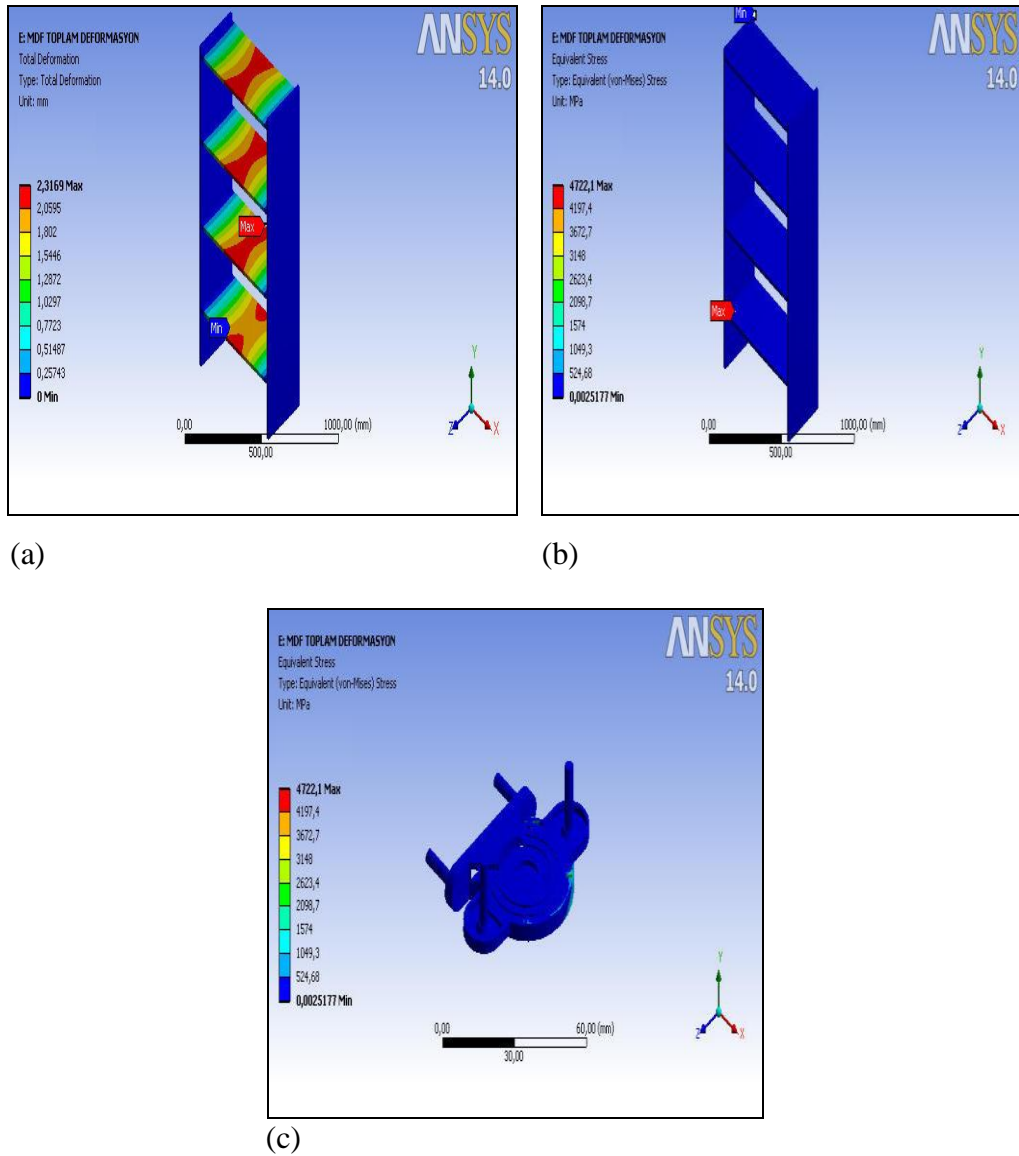 E: MDF TOPLAM DEFORMASYON
Total Deformation
Type: Total Deformation
Unit: mm
ANSYS
14.0
2,3169 Max
2,0595
1,802
1,5446
1,2872
1,0297
0,7723
0,51487
0,25743
0 Min
Max
Min
0,00
1000,00 (mm)
500,00
Y
Z
X
(a)
E: MDF TOPLAM DEFORMASYON
Equivalent Stress
Type: Equivalent (von-Mises) Stress
Unit: MPa
ANSYS
14.0
4722,1 Max
4197,4
3672,7
3148
2623,4
2098,7
1574
1049,3
524,68
0,0025177 Min
Min
Max
0,00
1000,00 (mm)
500,00
Y
Z
X
(b)
E: MDF TOPLAM DEFORMASYON
Equivalent Stress
Type: Equivalent (von-Mises) Stress
Unit: MPa
ANSYS
14.0
4722,1 Max
4197,4
3672,7
3148
2623,4
2098,7
1574
1049,3
524,68
0,0025177 Min
0,00
60,00 (mm)
30,00
Y
Z
X
(c)